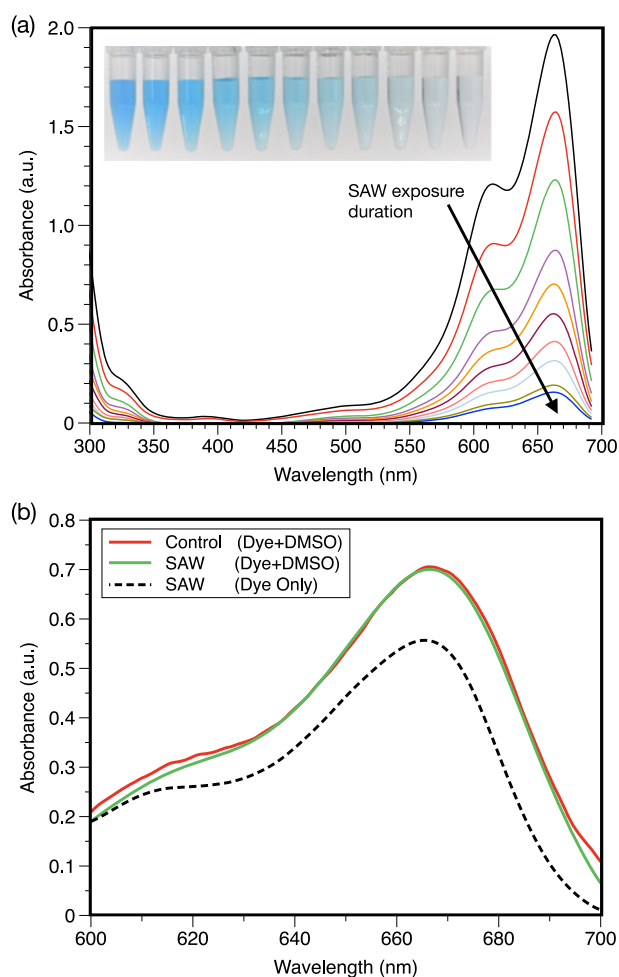 (a)
2.0
1.5
1.0
0.5
0
Absorbance (a.u.)
SAW exposure
duration
300 350 400 450 500 550 600 650 700
Wavelength (nm)
(b)
0.8
0.7
0.6
0.5
0.4
0.3
0.2
0.1
0
Absorbance (a.u.)
Control (Dye+DMSO)
SAW (Dye+DMSO)
SAW (Dye Only)
600 620 640 660 680 700
Wavelength (nm)